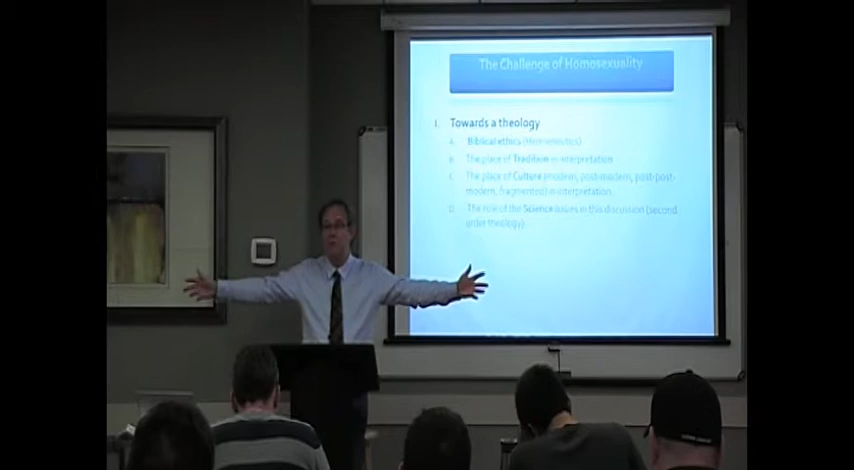 The Challenge of Homosexuality
I. Towards a theology
A. Biblical ethics (Hermeneutics)
B. The place of Tradition in interpretation
C. The place of Culture (modern, post-modern, post-post-
modern, fragmented) in interpretation
D. The role of the Science issues in this discussion (second
order theology)